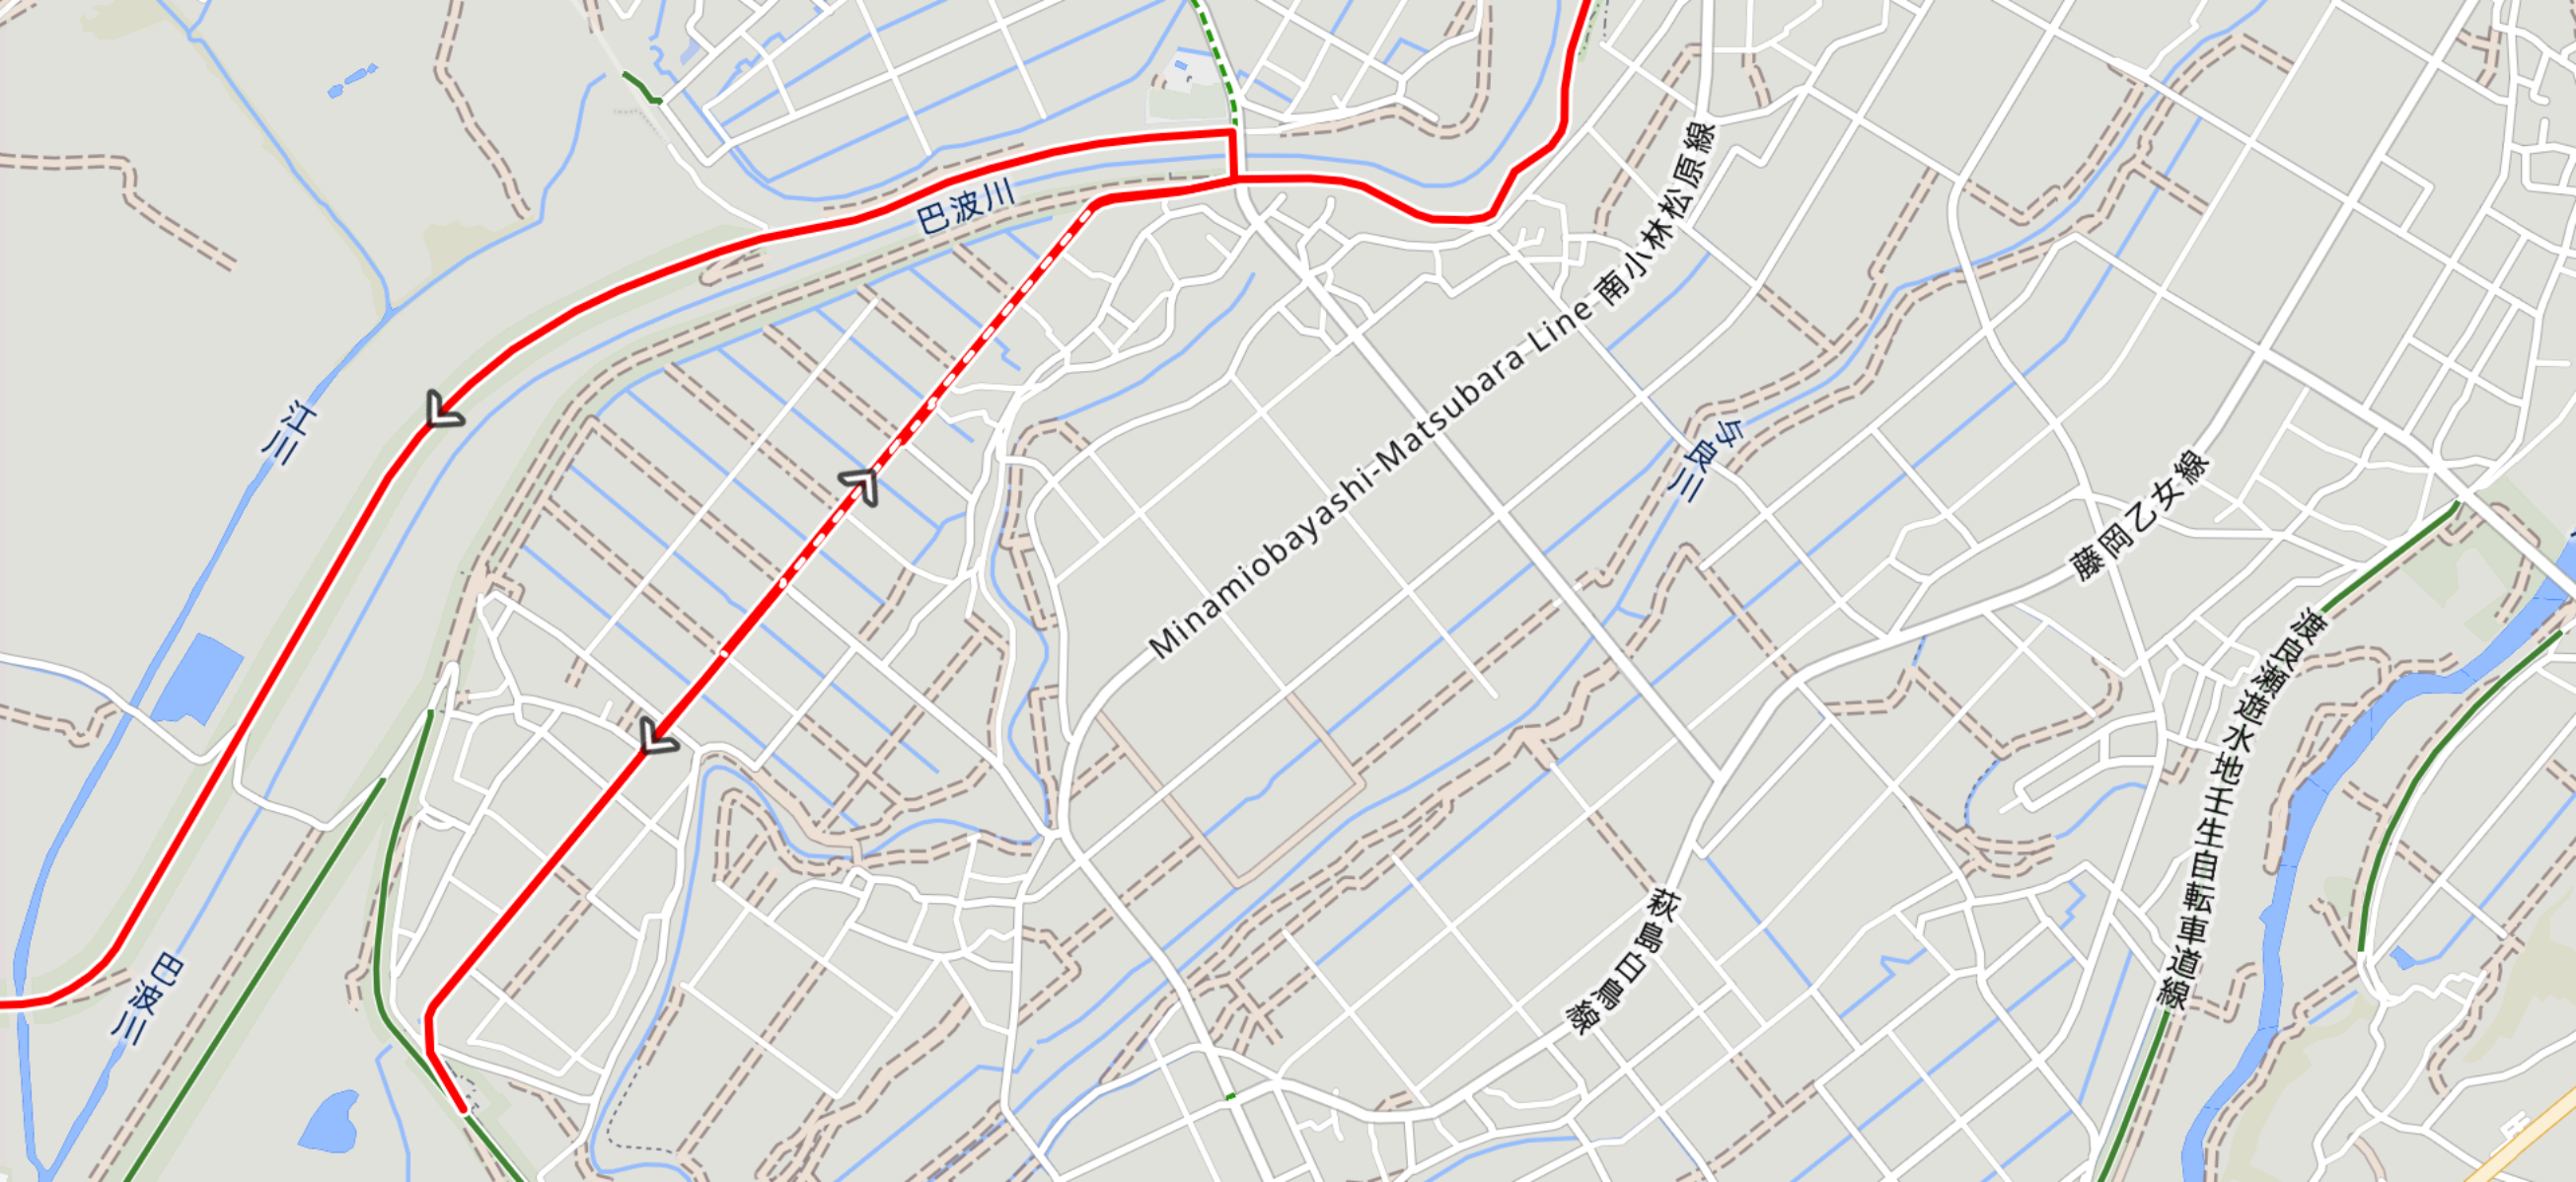 巴波川
江川
Minamiobayashi-Matsubara Line 南小林松原線
与良川
藤岡乙女線
渡良瀬遊水地壬生自転車道線
萩島白鳥線
巴波川